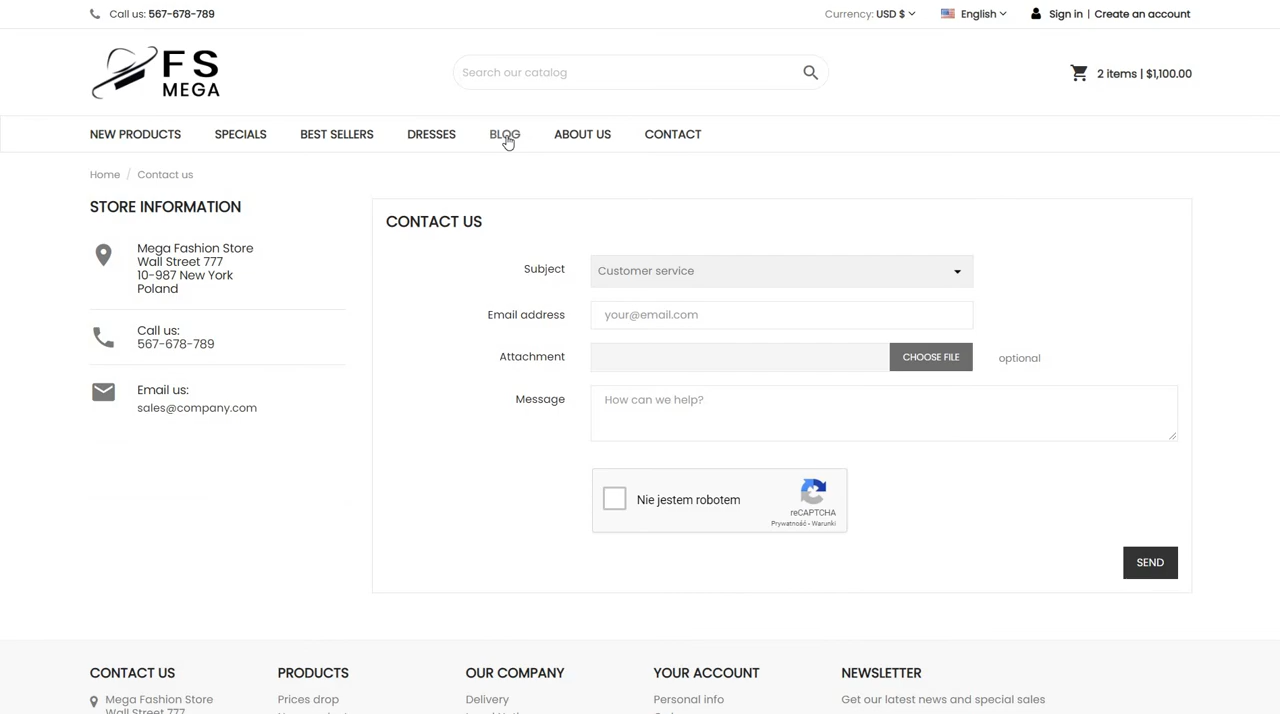 Call us: 567-678-789
Currency: USD $
English
Sign in | Create an account
FS
MEGA
Search our catalog
2 items | $1,100.00
NEW PRODUCTS
SPECIALS
BEST SELLERS
DRESSES
BLOG
ABOUT US
CONTACT
Home / Contact us
STORE INFORMATION
Mega Fashion Store
Wall Street 777
10-987 New York
Poland
Call us:
567-678-789
Email us:
sales@company.com
CONTACT US
Subject
Customer service
Email address
your@email.com
Attachment
CHOOSE FILE
optional
Message
How can we help?
Nie jestem robotem
reCAPTCHA
Prywatność - Warunki
SEND
CONTACT US
Mega Fashion Store
Wall Street 777
PRODUCTS
Prices drop
OUR COMPANY
Delivery
YOUR ACCOUNT
Personal info
NEWSLETTER
Get our latest news and special sales